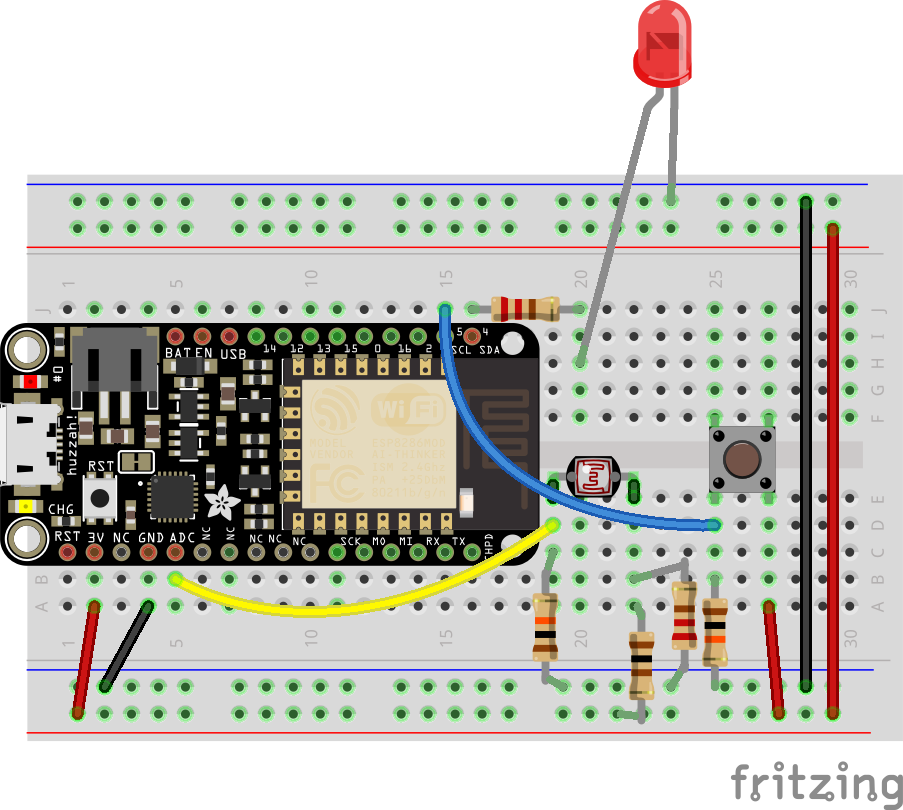 1 5 10 15 20 25 30
J J
I
H
G
F
BAT EN USB 14 12 13 15 0 16 2 SCL SDA
5 4
#0
huzzah!
WiFi
FC
RST
CHG
RST 3V NC GND ADC NC NC NC NC NC SCK MO MI RX TX CHPD
E
D
C
B B
A A
1 5 10 15 20 25 30
fritzing